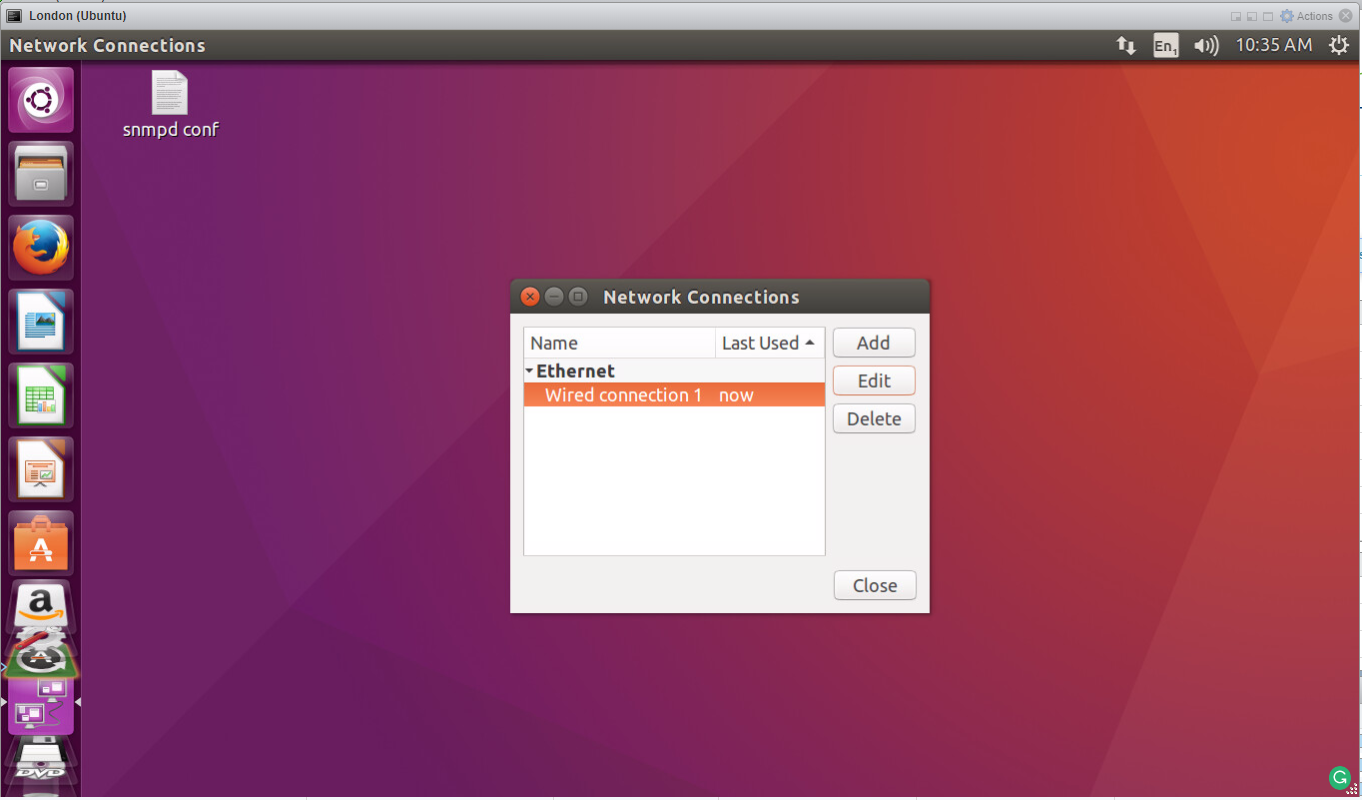 London (Ubuntu)
Actions
Network Connections
En1
10:35 AM
snmpd conf
Network Connections
Name
Last Used
Add
Ethernet
Edit
Wired connection 1
now
Delete
Close
A
a
A
DVD
G